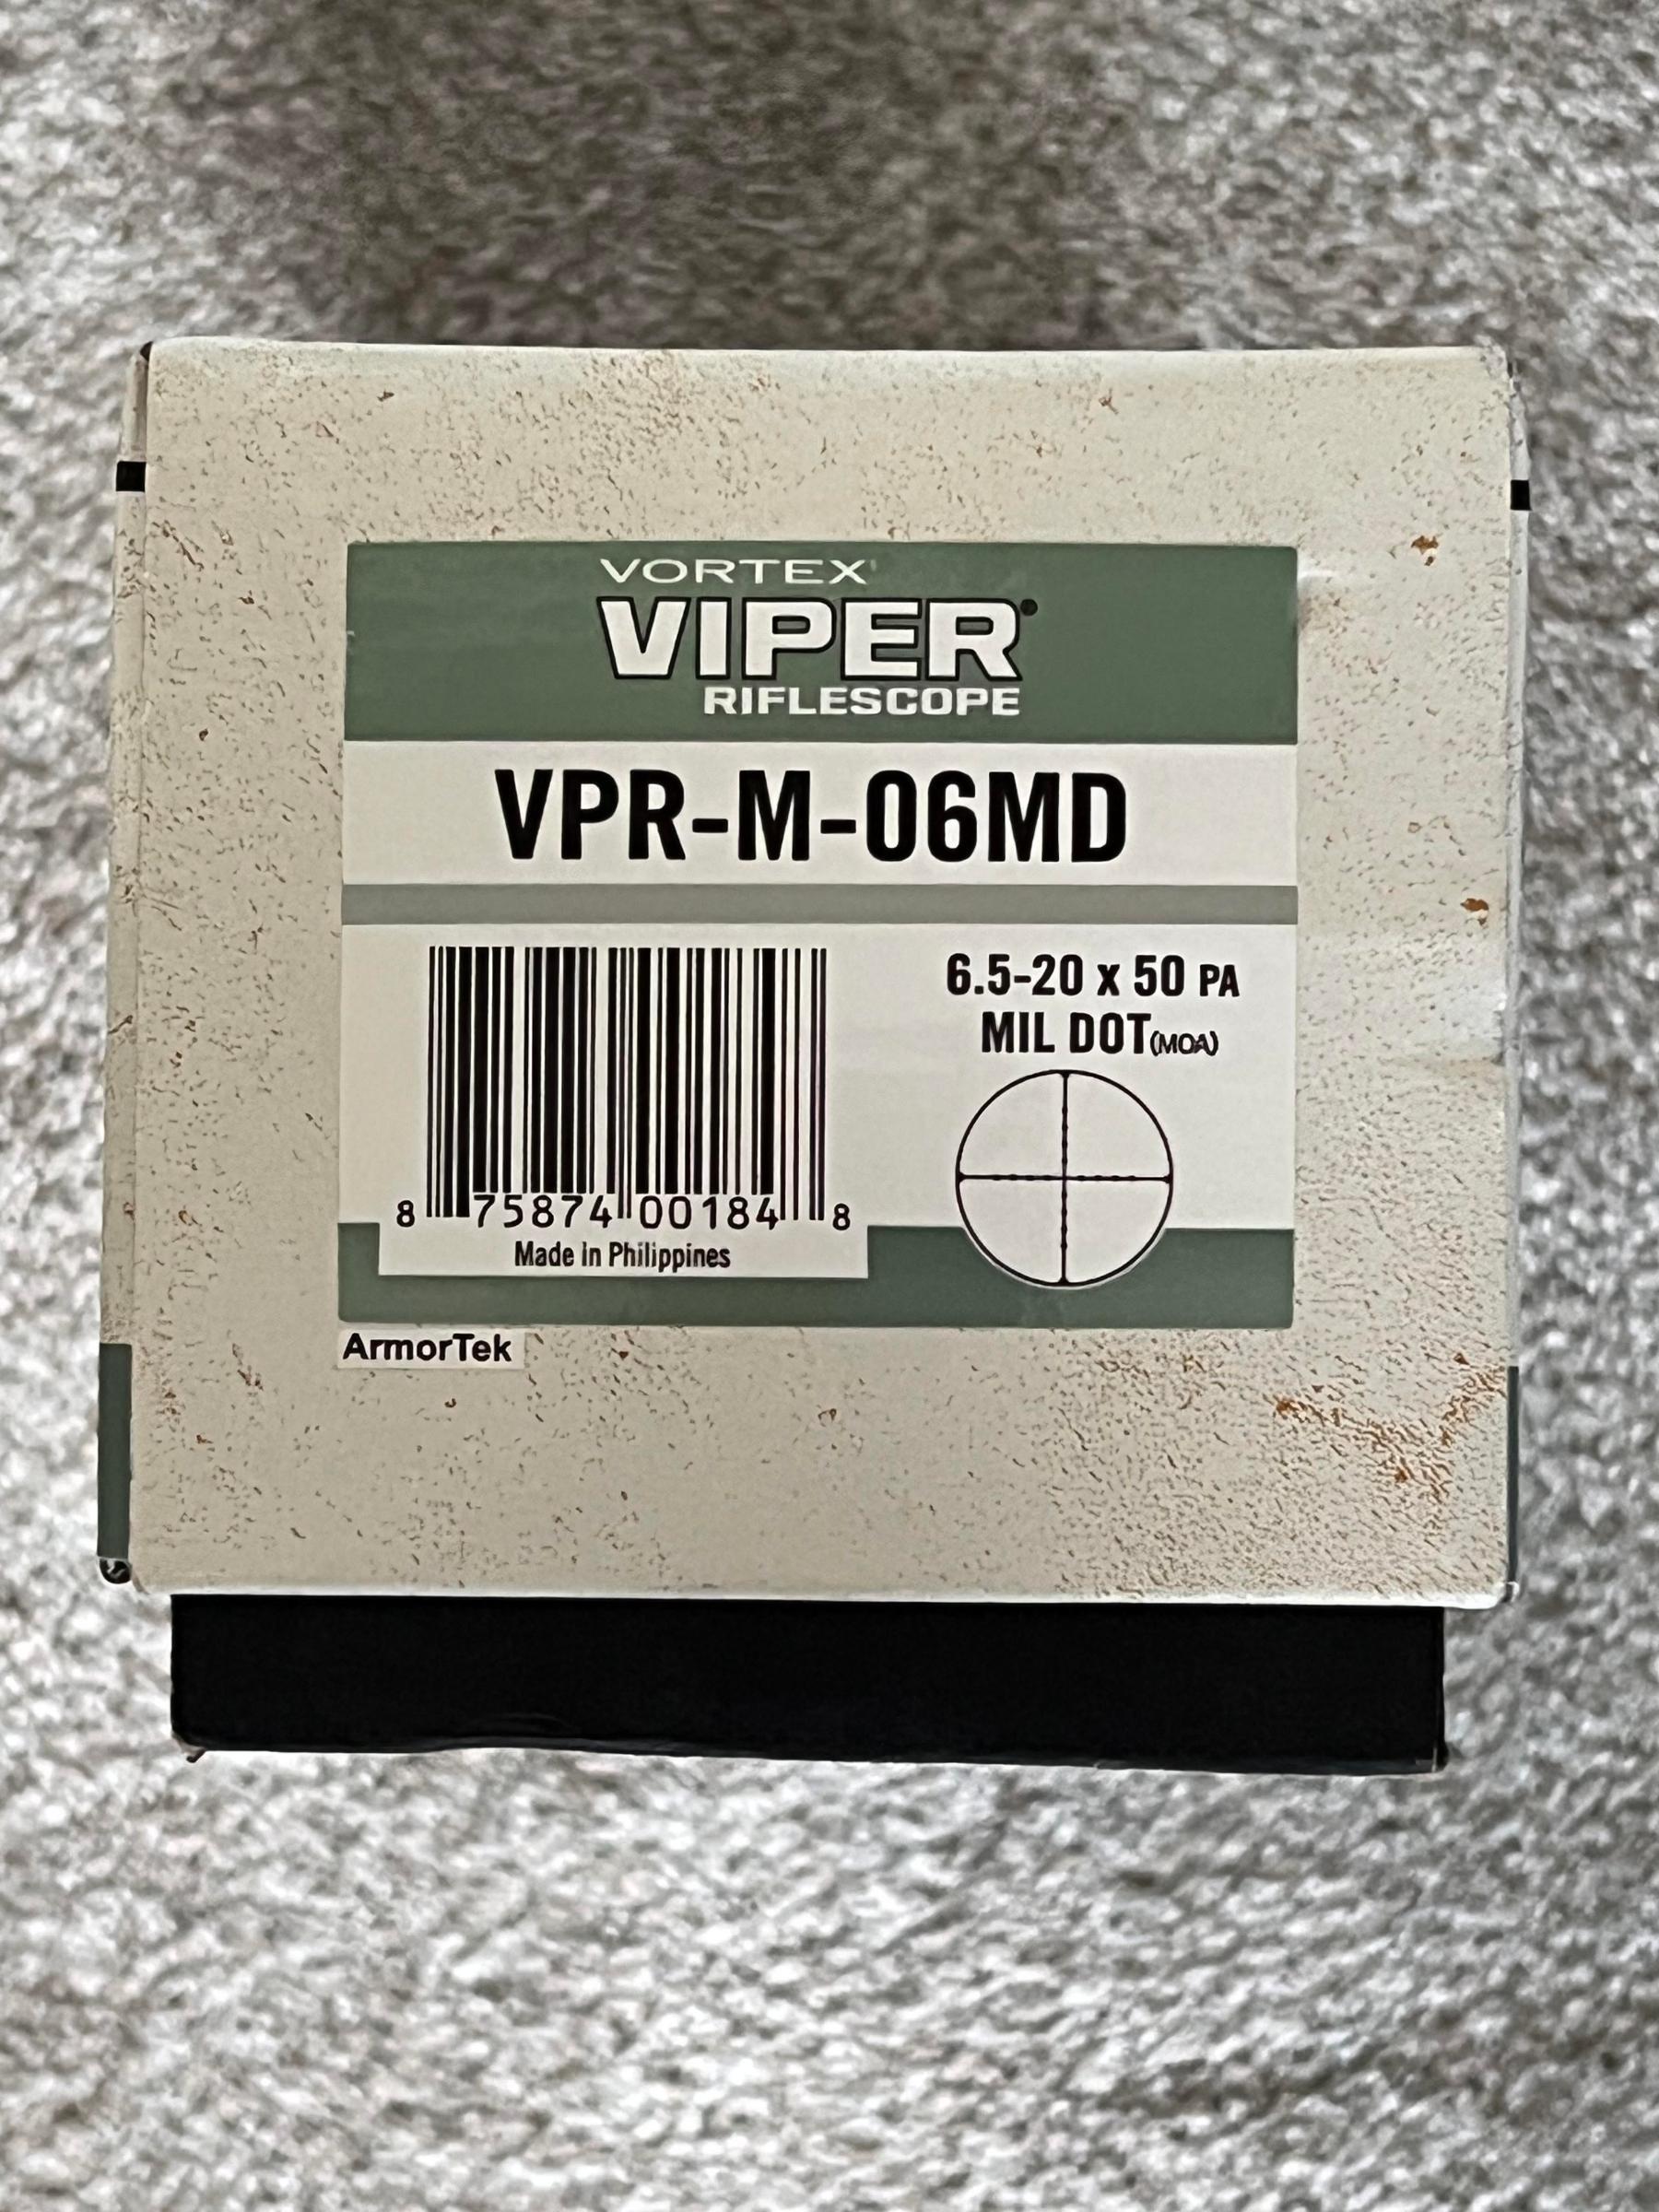 VORTEX
VIPER®
RIFLESCOPE
VPR-M-06MD
6.5-20 x 50 PA
MIL DOT(MOA)
8 75874 00184 8
Made in Philippines
ArmorTek